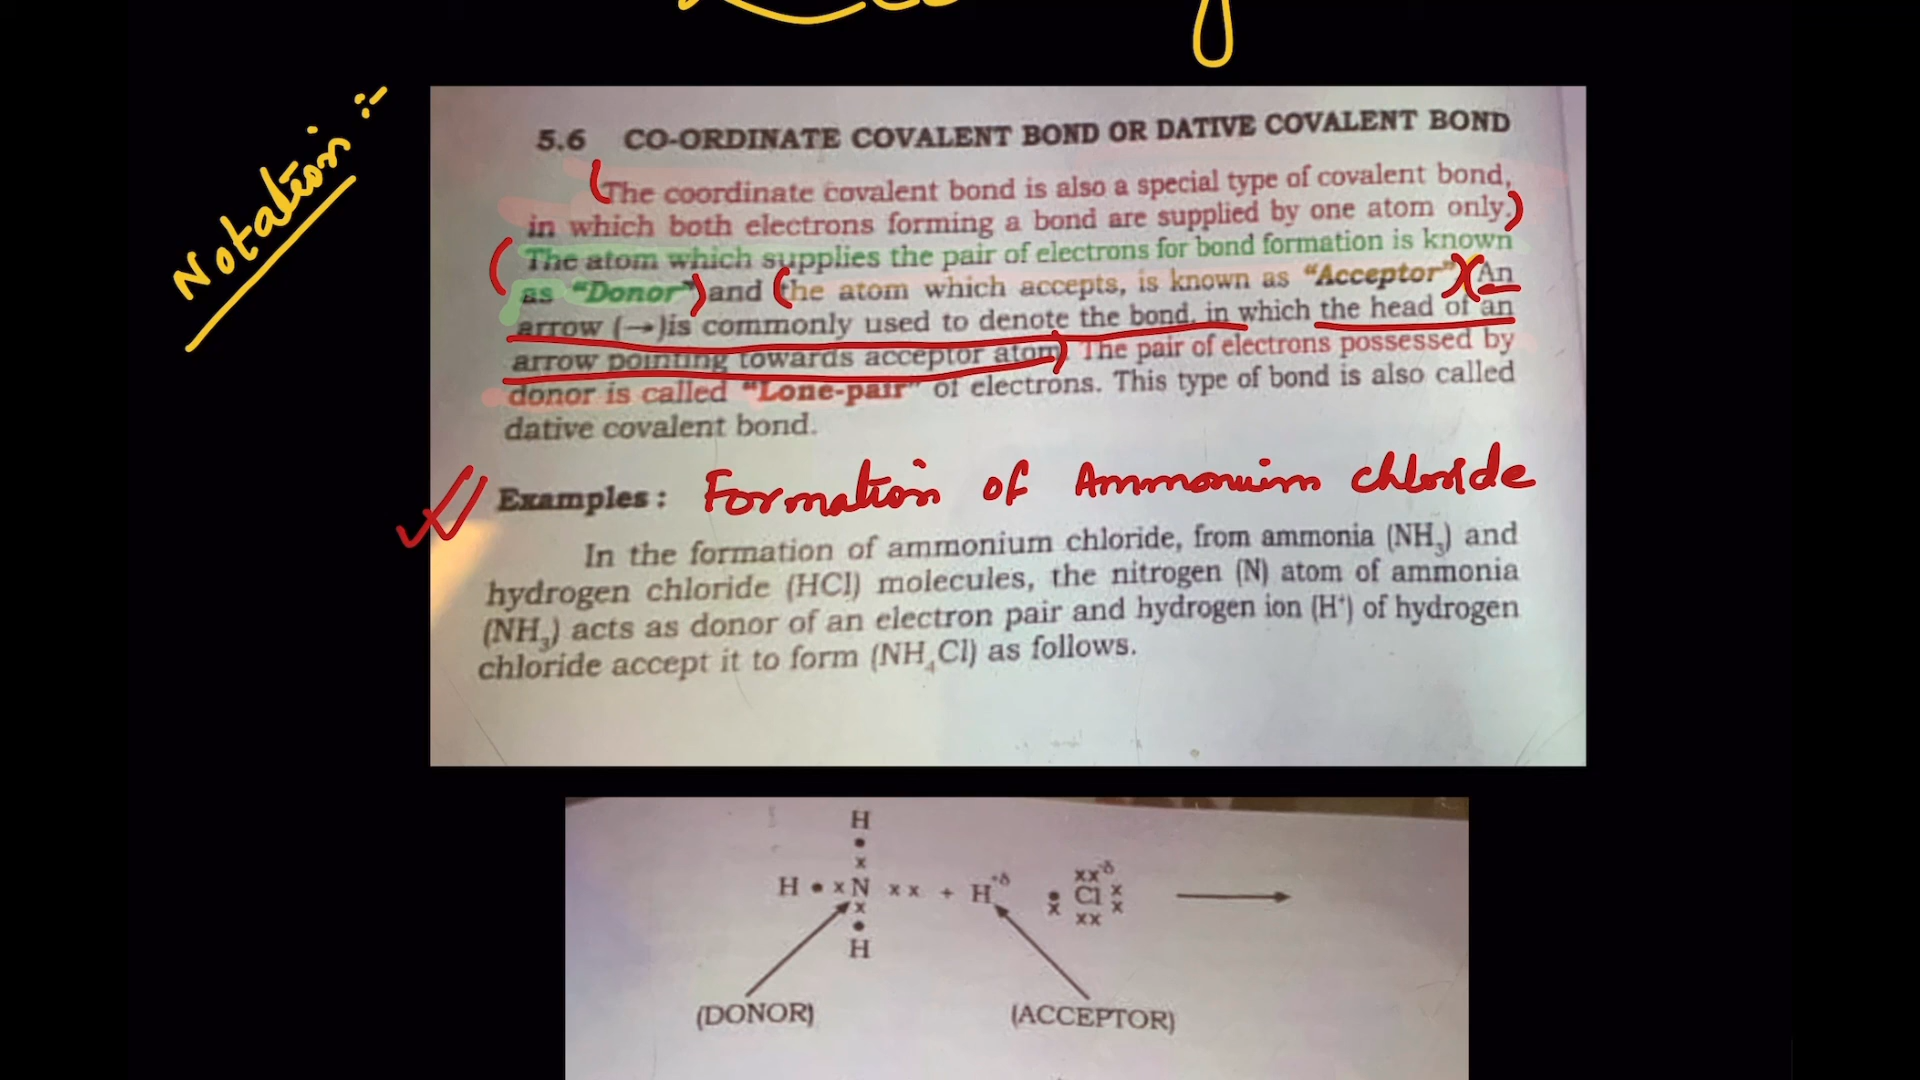 Notation :-
5.6 CO-ORDINATE COVALENT BOND OR DATIVE COVALENT BOND
(The coordinate covalent bond is also a special type of covalent bond,
in which both electrons forming a bond are supplied by one atom only.)
(The atom which supplies the pair of electrons for bond formation is known
as "Donor") and (the atom which accepts, is known as "Acceptor") (An
arrow (→)is commonly used to denote the bond, in which the head of an
arrow pointing towards acceptor atom) The pair of electrons possessed by
donor is called "Lone-pair" of electrons. This type of bond is also called
dative covalent bond.
Examples : Formation of Ammonium chloride
In the formation of ammonium chloride, from ammonia (NH₃) and
hydrogen chloride (HCl) molecules, the nitrogen (N) atom of ammonia
(NH₃) acts as donor of an electron pair and hydrogen ion (H⁺) of hydrogen
chloride accept it to form (NH₄Cl) as follows.
H
•
x
H • x N x x + H +δ • x xx Cl -δ x x xx →
x
•
H
(DONOR) (ACCEPTOR)